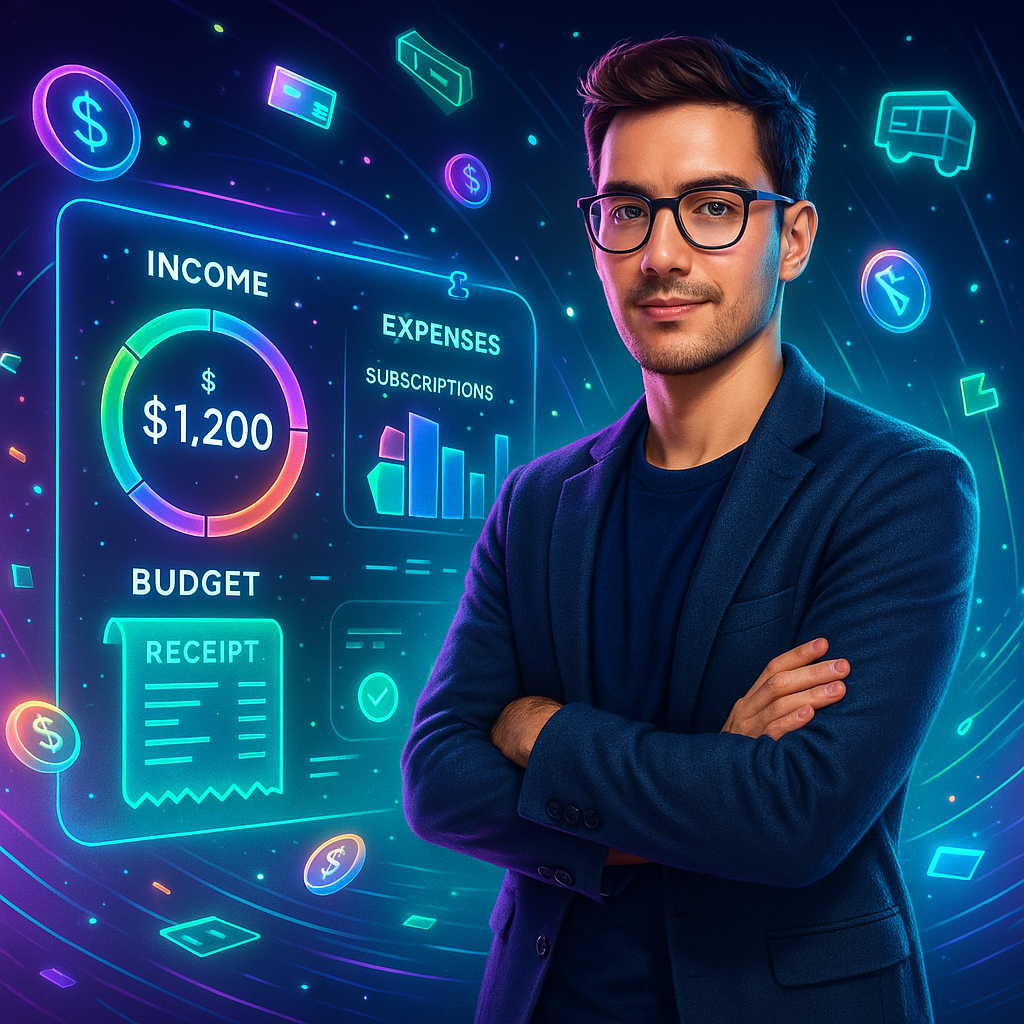 INCOME
$
$1,200
EXPENSES
SUBSCRIPTIONS
BUDGET
RECEIPT
$
$
$
$